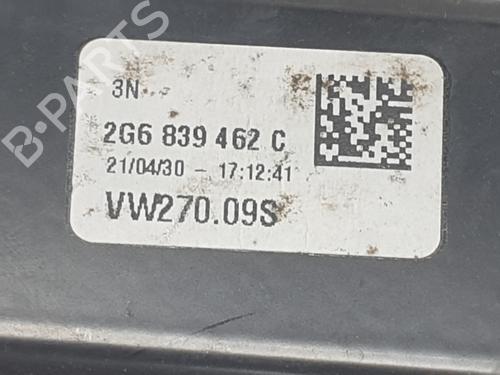 3N
2G6 839 462 C
21/04/30 - 17:12:41
VW270.09S
B-PARTS